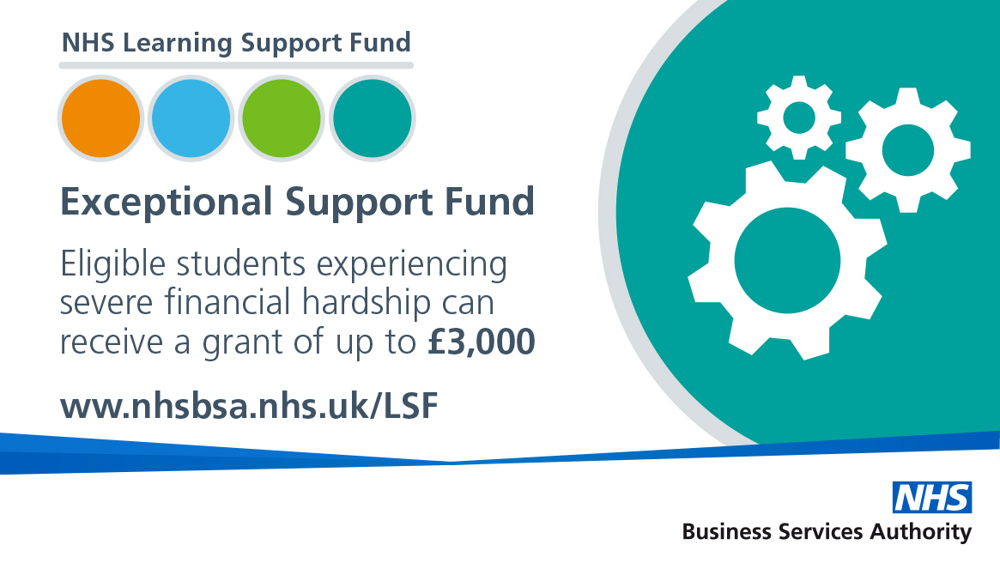 NHS Learning Support Fund
Exceptional Support Fund
Eligible students experiencing
severe financial hardship can
receive a grant of up to £3,000
ww.nhsbsa.nhs.uk/LSF
NHS
Business Services Authority